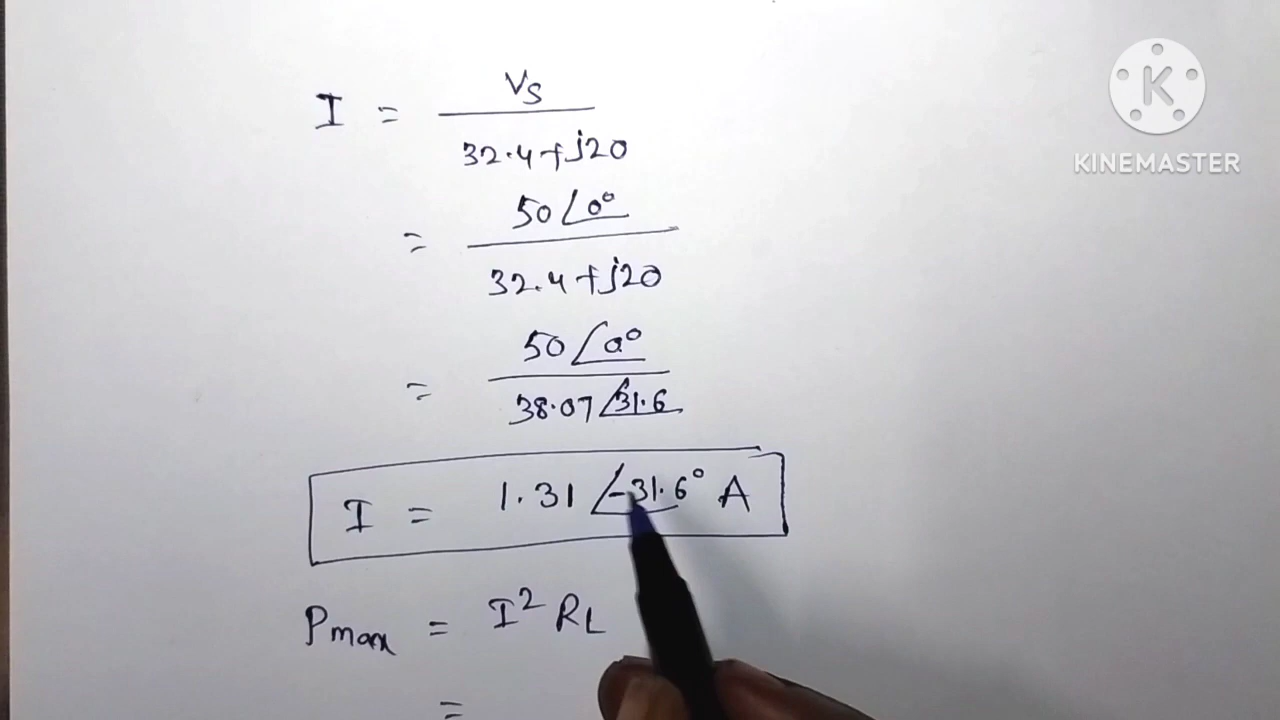 I = Vs / 32.4+j20
= 50∠0° / 32.4+j20
= 50∠0° / 38.07∠31.6
I = 1.31∠-31.6° A
Pmax = I² RL
=
K
KINEMASTER